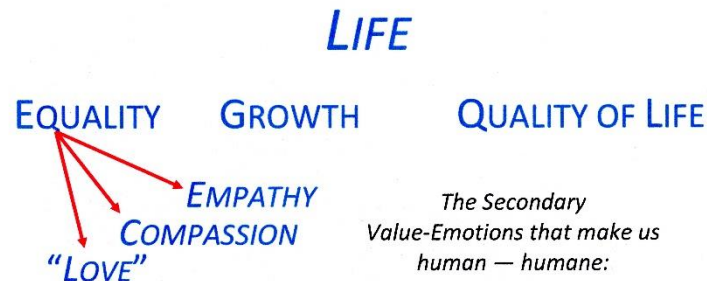 LIFE
EQUALITY GROWTH QUALITY OF LIFE
EMPATHY
COMPASSION
“LOVE”
The Secondary
Value-Emotions that make us
human — humane: